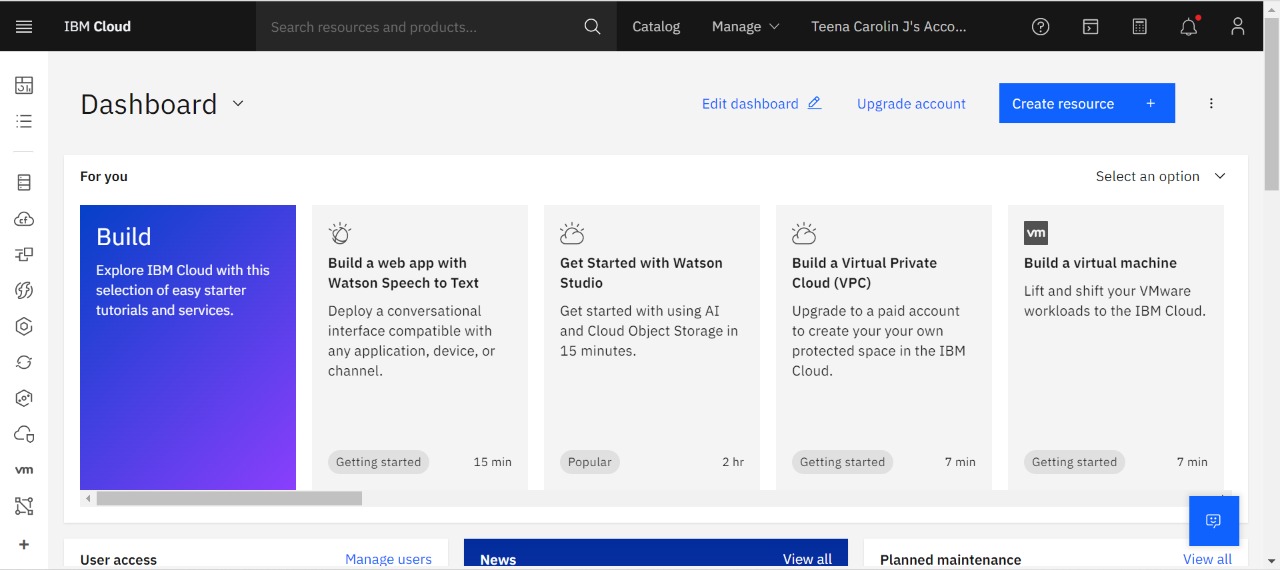 IBM Cloud
Search resources and products...
Catalog
Manage
Teena Carolin J's Acco...
Dashboard
Edit dashboard
Upgrade account
Create resource +
For you
Select an option
Build
Explore IBM Cloud with this
selection of easy starter
tutorials and services.
Build a web app with
Watson Speech to Text
Deploy a conversational
interface compatible with
any application, device, or
channel.
Getting started
15 min
Get Started with Watson
Studio
Get started with using AI
and Cloud Object Storage in
15 minutes.
Popular
2 hr
Build a Virtual Private
Cloud (VPC)
Upgrade to a paid account
to create your your own
protected space in the IBM
Cloud.
Getting started
7 min
vm
Build a virtual machine
Lift and shift your VMware
workloads to the IBM Cloud.
Getting started
7 min
vm
User access
Manage users
News
View all
Planned maintenance
View all